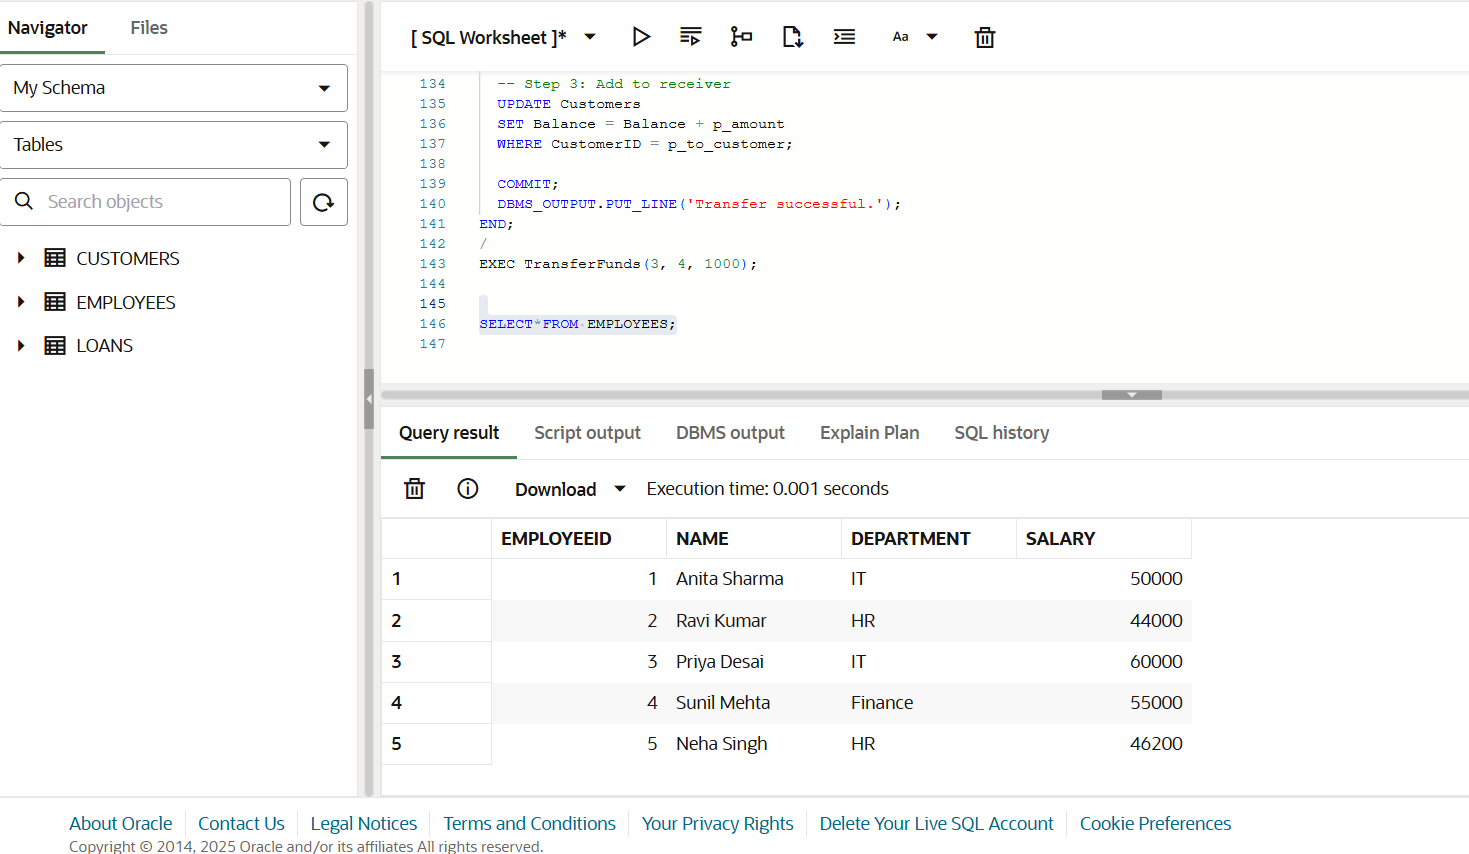 Navigator Files
My Schema
Tables
Search objects
CUSTOMERS
EMPLOYEES
LOANS
[ SQL Worksheet ]* Aa
134 -- Step 3: Add to receiver
135 UPDATE Customers
136 SET Balance = Balance + p_amount
137 WHERE CustomerID = p_to_customer;
138
139 COMMIT;
140 DBMS_OUTPUT.PUT_LINE('Transfer successful.');
141 END;
142 /
143 EXEC TransferFunds(3, 4, 1000);
144
145
146 SELECT*FROM EMPLOYEES;
147
Query result Script output DBMS output Explain Plan SQL history
Download Execution time: 0.001 seconds
EMPLOYEEID NAME DEPARTMENT SALARY
1 1 Anita Sharma IT 50000
2 2 Ravi Kumar HR 44000
3 3 Priya Desai IT 60000
4 4 Sunil Mehta Finance 55000
5 5 Neha Singh HR 46200
About Oracle Contact Us Legal Notices Terms and Conditions Your Privacy Rights Delete Your Live SQL Account Cookie Preferences
Copyright © 2014, 2025 Oracle and/or its affiliates All rights reserved.